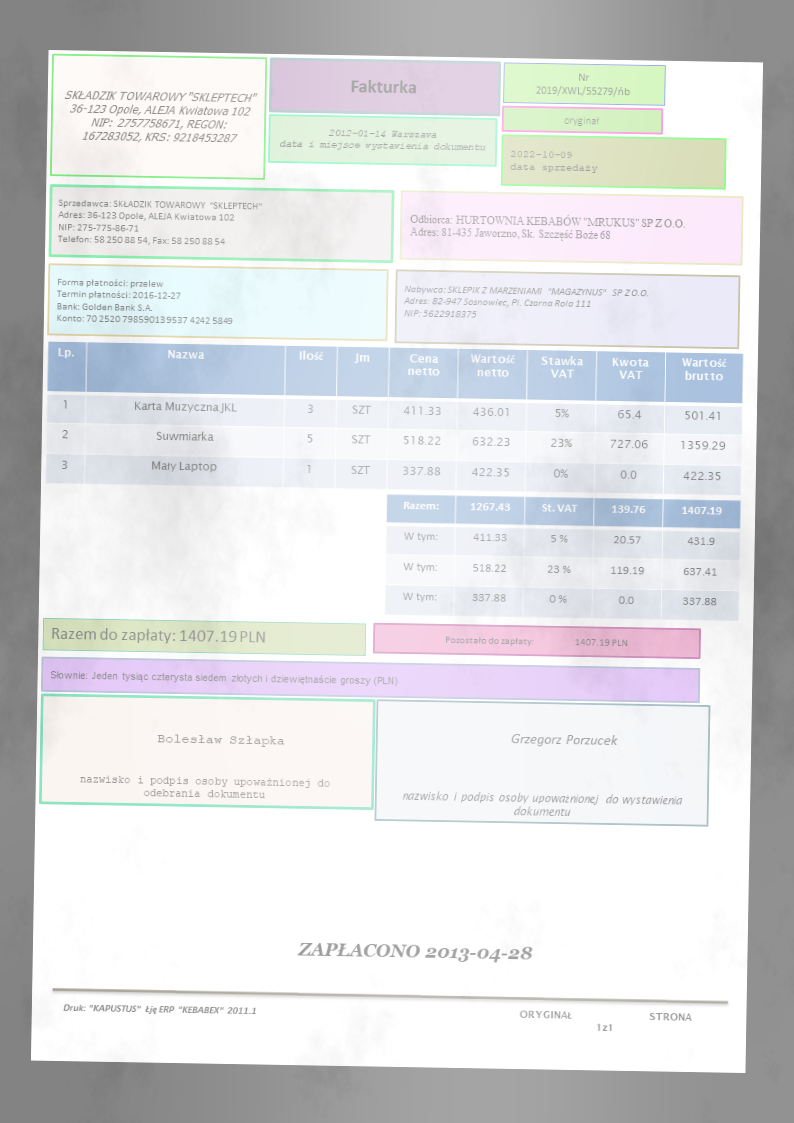 SKŁADZIK TOWAROWY "SKLEPTECH"
36-123 Opole, ALEJA Kwiatowa 102
NIP: 2757758671, REGON:
167283052, KRS: 9218453287
Fakturka
2012-01-14 Warszawa
data i miejsce wystawienia dokumentu
Nr
2019/XWL/55279/ńb
oryginał
2022-10-05
data sprzedaży
Sprzedawca: SKŁADZIK TOWAROWY "SKLEPTECH"
Adres: 36-123 Opole, ALEJA Kwiatowa 102
NIP: 275-775-86-71
Telefon: 58 250 88 54, Fax: 58 250 88 54
Odbiorca: HURTOWNIA KEBABÓW "MRUKUS" SP Z O.O.
Adres: 81-435 Jaworzno, Sk. Szczęść Boże 68
Forma płatności: przelew
Termin płatności: 2016-12-27
Bank: Golden Bank S.A.
Konto: 70 2520 7985 9013 9537 4242 5849
Nabywca: SKLEPIK Z MARZENIAMI "MAGAZYNUS" SP Z O.O.
Adres: 82-947 Sosnowiec, Pl. Czarna Rola 111
NIP: 5622918375
Lp. Nazwa Ilość Jm Cena netto Wartość netto Stawka VAT Kwota VAT Wartość brutto
1 Karta Muzyczna JKL 3 SZT 411.33 436.01 5% 65.4 501.41
2 Suwmiarka 5 SZT 518.22 632.23 23% 727.06 1359.29
3 Mały Laptop 1 SZT 337.88 422.35 0% 0.0 422.35
Razem: 1267.43 St. VAT 139.76 1407.19
W tym: 411.33 5 % 20.57 431.9
W tym: 518.22 23 % 119.19 637.41
W tym: 337.88 0 % 0.0 337.88
Razem do zapłaty: 1407.19 PLN
Pozostało do zapłaty: 1407.19 PLN
Słownie: Jeden tysiąc czterysta siedem złotych i dziewiętnaście groszy (PLN)
Bolesław Szłapka
nazwisko i podpis osoby upoważnionej do
odebrania dokumentu
Grzegorz Porzucek
nazwisko i podpis osoby upoważnionej do wystawienia
dokumentu
ZAPŁACONO 2013-04-28
Druk: "KAPUSTUS" Łję ERP "KEBABEX" 2011.1
ORYGINAŁ STRONA
1 z 1